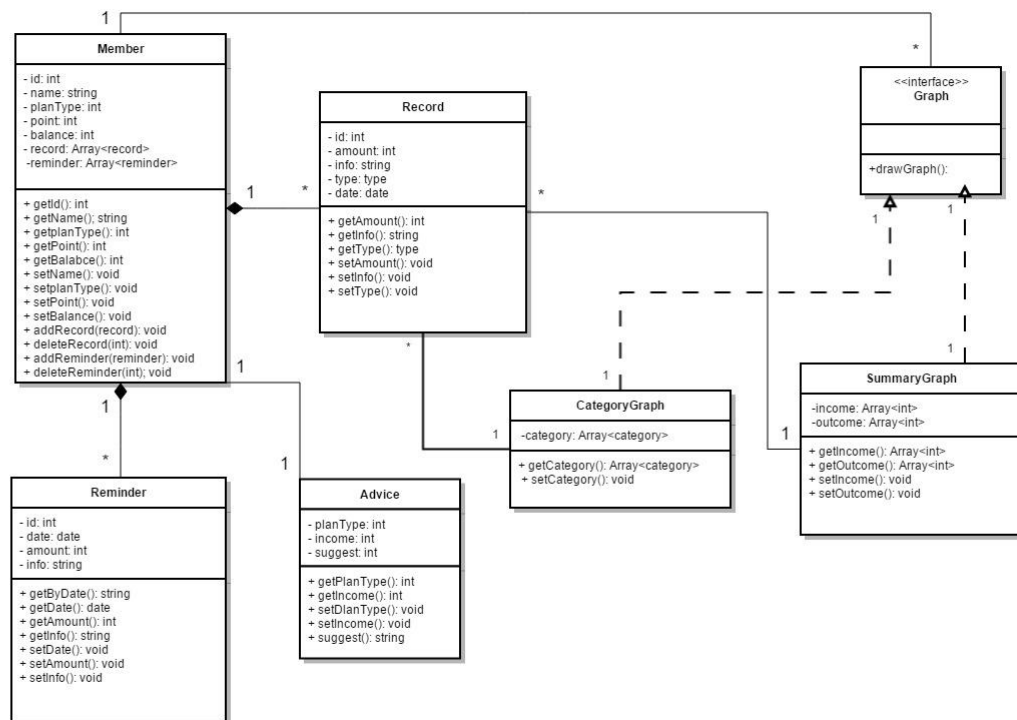 1
*
Member
- id: int
- name: string
- planType: int
- point: int
- balance: int
- record: Array<record>
-reminder: Array<reminder>
+ getId(): int
+ getName(); string
+ getplanType(): int
+ getPoint(): int
+ getBalabce(): int
+ setName(): void
+ setplanType(): void
+ setPoint(): void
+ setBalance(): void
+ addRecord(record): void
+ deleteRecord(int): void
+ addReminder(reminder): void
+ deleteReminder(int); void
1
*
Record
- id: int
- amount: int
- info: string
- type: type
- date: date
+ getAmount(): int
+ getInfo(): string
+ getType(): type
+ setAmount(): void
+ setInfo(): void
+ setType(): void
*
*
<<interface>>
Graph
+drawGraph():
1
1
1
1
1
CategoryGraph
-category: Array<category>
+ getCategory(): Array<category>
+ setCategory(): void
1
SummaryGraph
-income: Array<int>
-outcome: Array<int>
+ getIncome(): Array<int>
+ getOutcome(): Array<int>
+ setIncome(): void
+ setOutcome(): void
1
*
Reminder
- id: int
- date: date
- amount: int
- info: string
+ getByDate(): string
+ getDate(): date
+ getAmount(): int
+ getInfo(): string
+ setDate(): void
+ setAmount(): void
+ setInfo(): void
1
1
Advice
- planType: int
- income: int
- suggest: int
+ getPlanType(): int
+ getIncome(): int
+ setDlanType(): void
+ setIncome(): void
+ suggest(): string